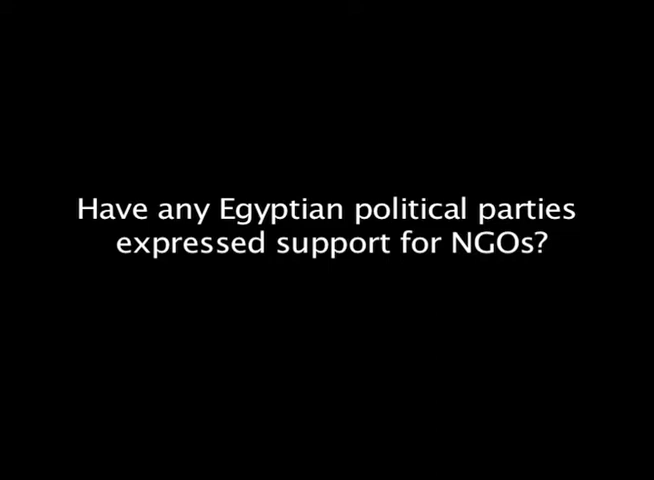 Have any Egyptian political parties
expressed support for NGOs?